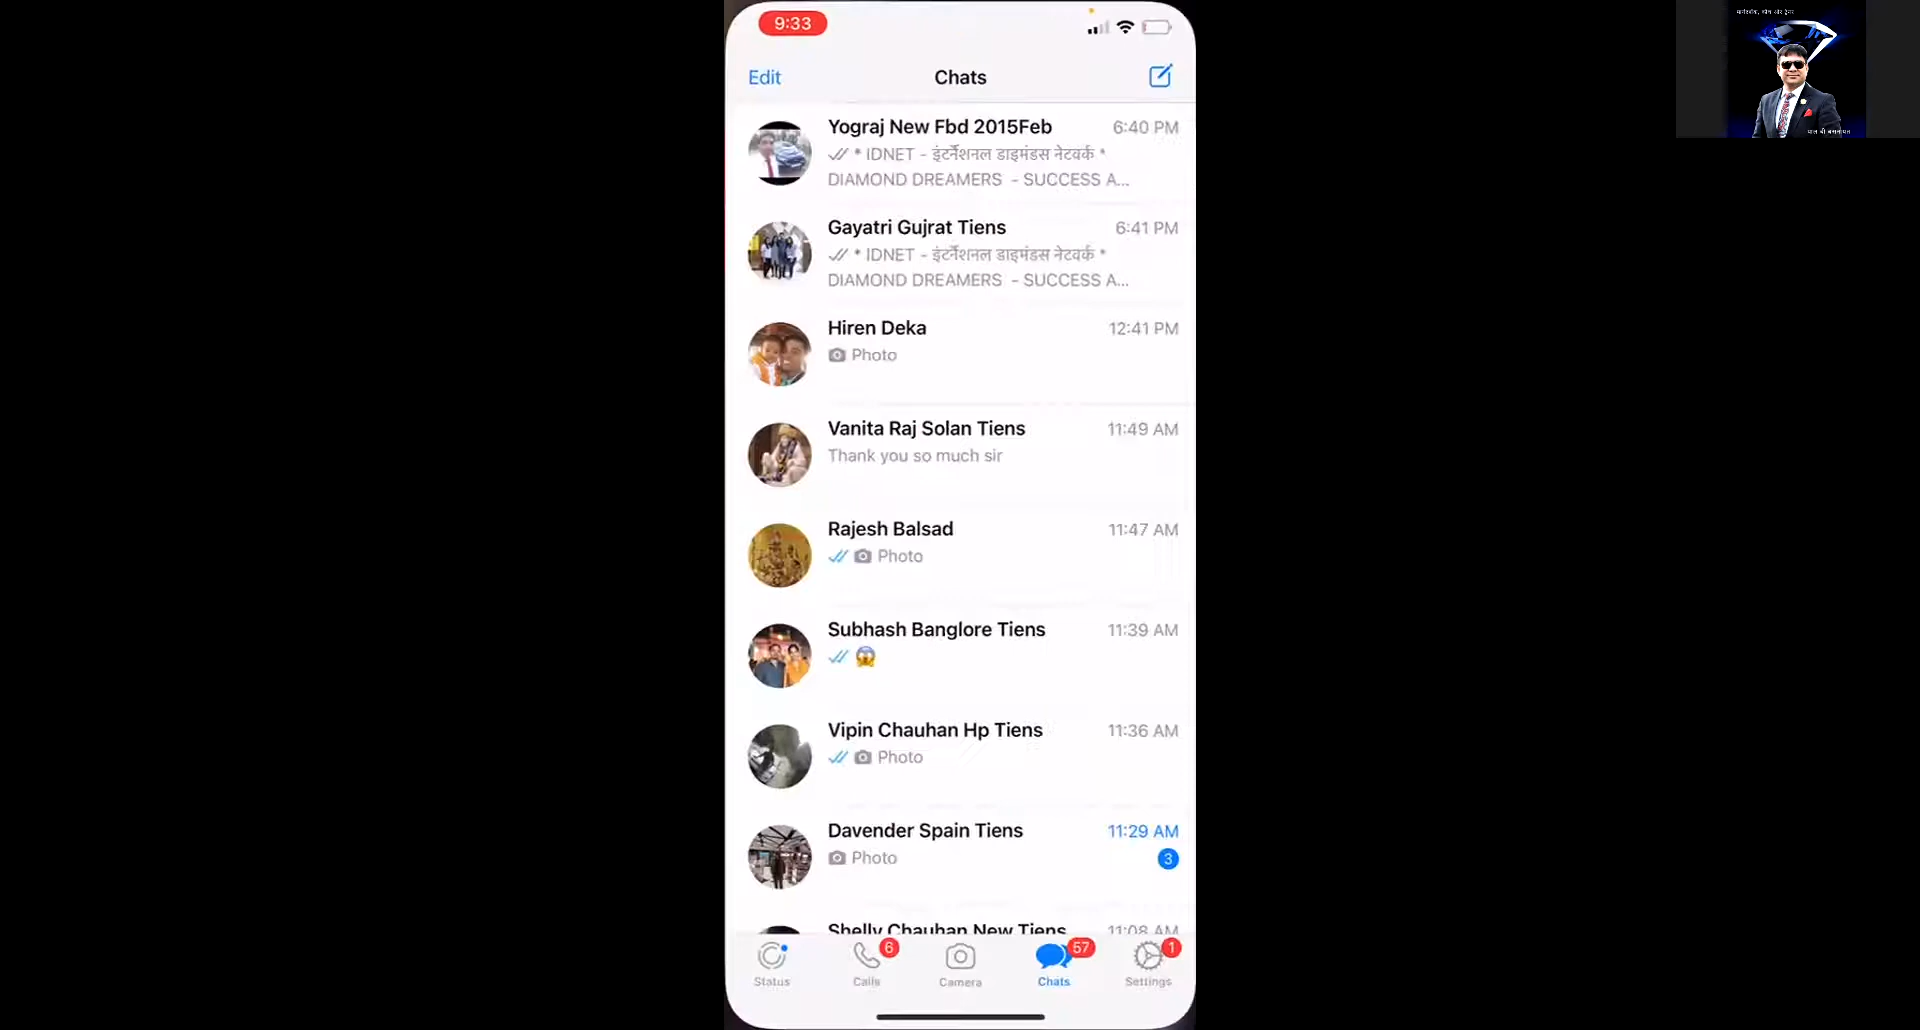 9:33
Edit
Chats
Yograj New Fbd 2015Feb
6:40 PM
* IDNET - इंटर्नेशनल डाइमंडस नेटवर्क *
DIAMOND DREAMERS - SUCCESS A...
Gayatri Gujrat Tiens
6:41 PM
* IDNET - इंटर्नेशनल डाइमंडस नेटवर्क *
DIAMOND DREAMERS - SUCCESS A...
Hiren Deka
12:41 PM
Photo
Vanita Raj Solan Tiens
11:49 AM
Thank you so much sir
Rajesh Balsad
11:47 AM
Photo
Subhash Banglore Tiens
11:39 AM
Vipin Chauhan Hp Tiens
11:36 AM
Photo
Davender Spain Tiens
11:29 AM
Photo
3
Shelly Chauhan New Tiens
11:08 AM
6
57
1
Status
Calls
Camera
Chats
Settings